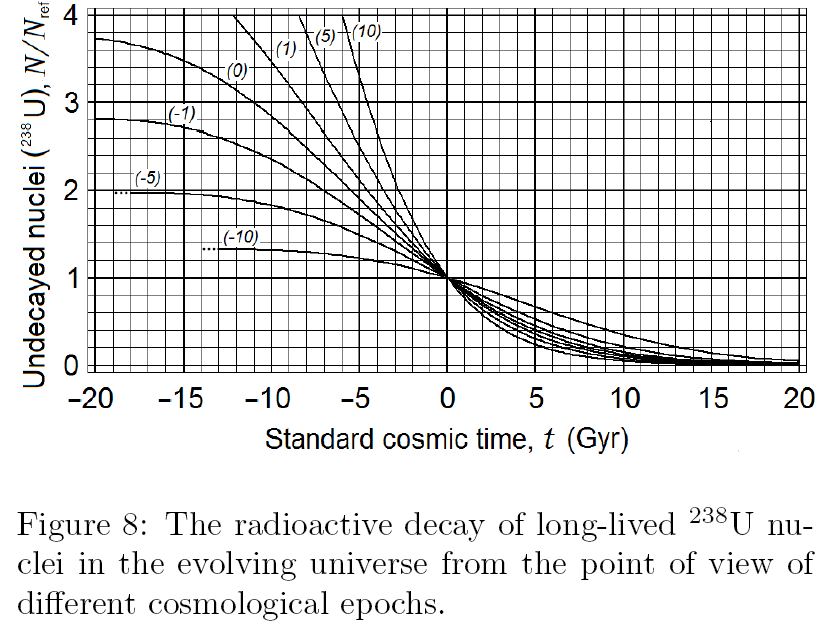 Undecayed nuclei (²³⁸U), N/N_ref
4
3
2
1
0
(10)
(5)
(1)
(0)
(-1)
(-5)
(-10)
−20 −15 −10 −5 0 5 10 15 20
Standard cosmic time, t (Gyr)
Figure 8: The radioactive decay of long-lived ²³⁸U nu-
clei in the evolving universe from the point of view of
different cosmological epochs.